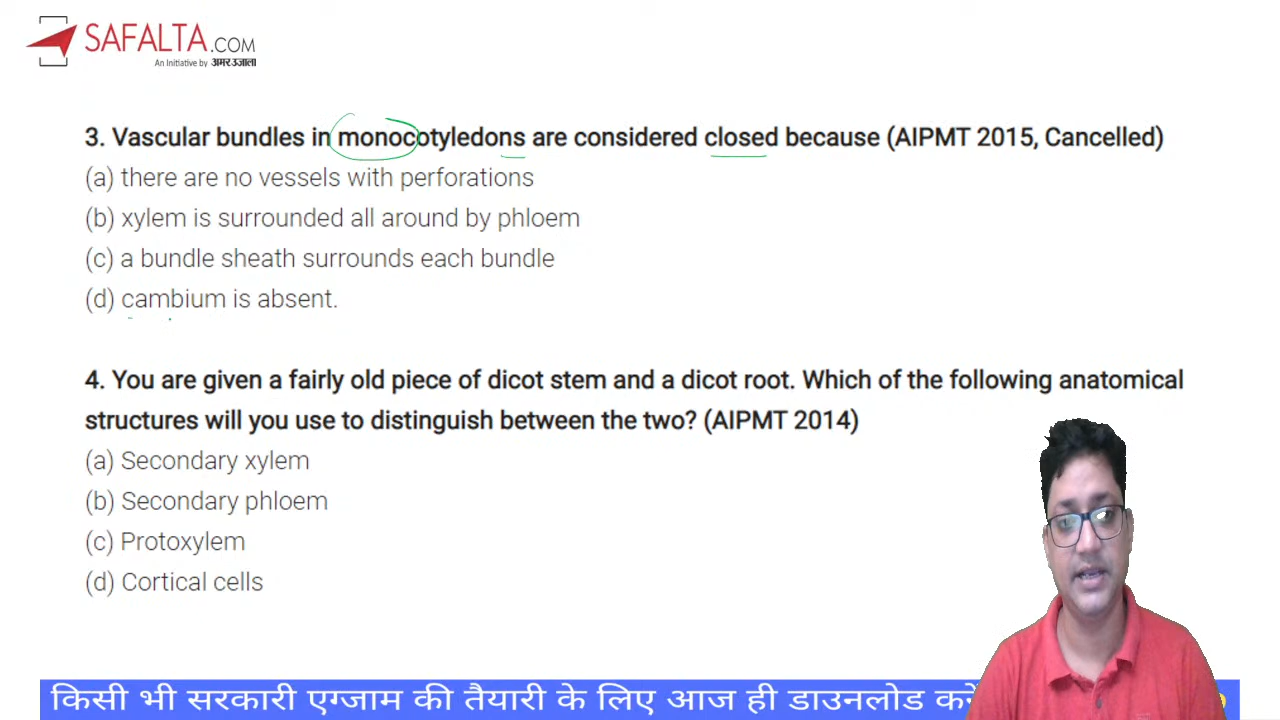 SAFALTA.COM
An Initiative by अमर उजाला
3. Vascular bundles in monocotyledons are considered closed because (AIPMT 2015, Cancelled)
(a) there are no vessels with perforations
(b) xylem is surrounded all around by phloem
(c) a bundle sheath surrounds each bundle
(d) cambium is absent.
4. You are given a fairly old piece of dicot stem and a dicot root. Which of the following anatomical
structures will you use to distinguish between the two? (AIPMT 2014)
(a) Secondary xylem
(b) Secondary phloem
(c) Protoxylem
(d) Cortical cells
किसी भी सरकारी एग्जाम की तैयारी के लिए आज ही डाउनलोड करें